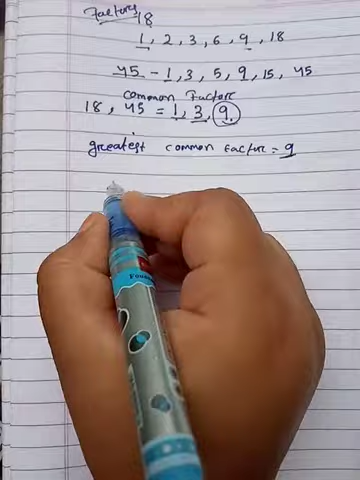 Factors
18
1, 2, 3, 6, 9, 18
45 - 1, 3, 5, 9, 15, 45
common Factor
18, 45 = 1, 3, 9
greatest common Factor = 9